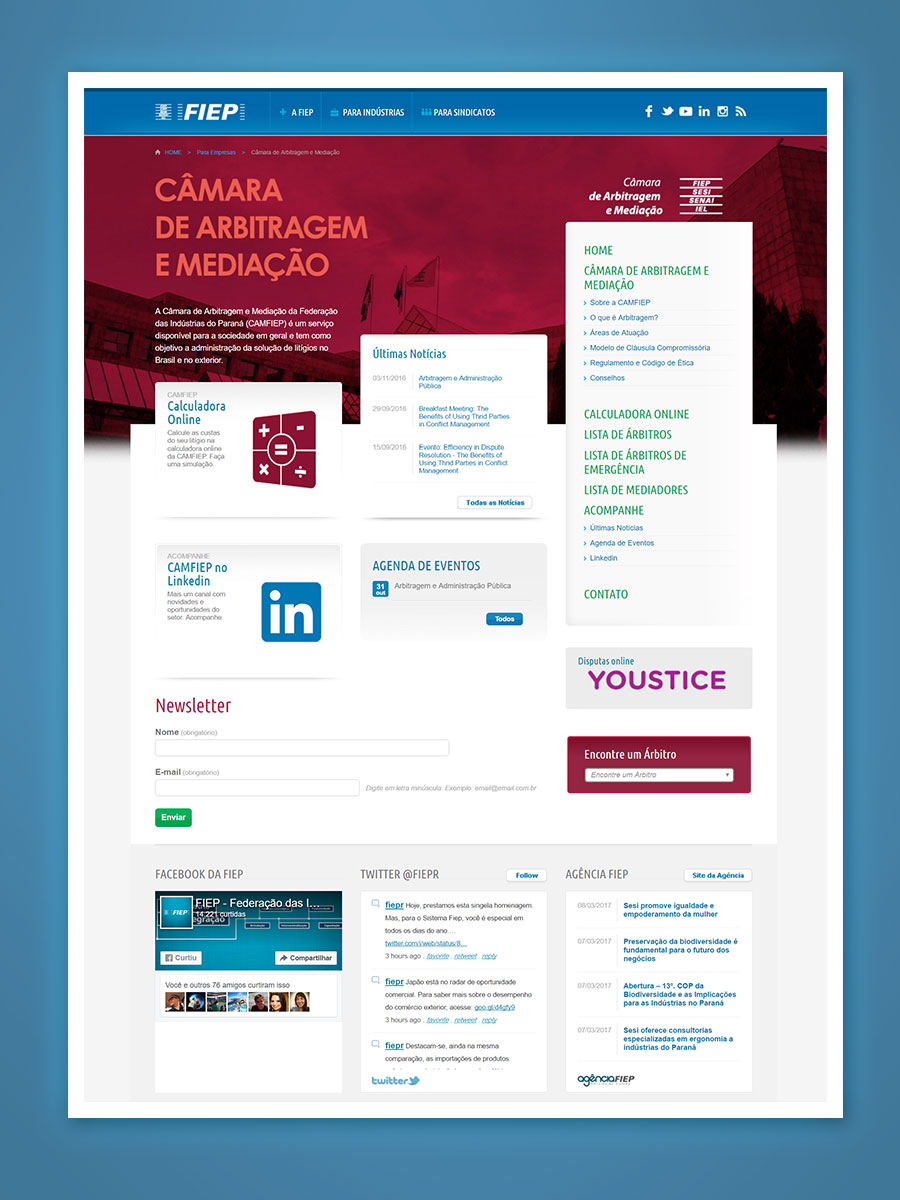 FIEP
A FIEP
PARA INDÚSTRIAS
PARA SINDICATOS
HOME > Para Empresas > Câmara de Arbitragem e Mediação
CÂMARA
DE ARBITRAGEM
E MEDIAÇÃO
A Câmara de Arbitragem e Mediação da Federação
das Indústrias do Paraná (CAMFIEP) é um serviço
disponível para a sociedade em geral e tem como
objetivo a administração da solução de litígios no
Brasil e no exterior.
Câmara
de Arbitragem
e Mediação
FIEP
SESI
SENAI
IEL
HOME
CÂMARA DE ARBITRAGEM E
MEDIAÇÃO
Sobre a CAMFIEP
O que é Arbitragem?
Áreas de Atuação
Modelo de Cláusula Compromissória
Regulamento e Código de Ética
Conselhos
CALCULADORA ONLINE
LISTA DE ÁRBITROS
LISTA DE ÁRBITROS DE
EMERGÊNCIA
LISTA DE MEDIADORES
ACOMPANHE
Últimas Notícias
Agenda de Eventos
Linkedin
CONTATO
Últimas Notícias
03/11/2016 Arbitragem e Administração
Pública
29/09/2016 Breakfast Meeting: The
Benefits of Using Third Parties
in Conflict Management
15/09/2016 Evento: Efficiency in Dispute
Resolution - The Benefits of
Using Third Parties in Conflict
Management
Todas as Notícias
CAMFIEP
Calculadora
Online
Calcule as custas
do seu litígio na
calculadora online
da CAMFIEP. Faça
uma simulação.
ACOMPANHE
CAMFIEP no
Linkedin
Mais um canal com
novidades e
oportunidades do
setor. Acompanhe.
in
AGENDA DE EVENTOS
31
out
Arbitragem e Administração Pública
Todos
Disputas online
YOUSTICE
Newsletter
Nome (obrigatório)
E-mail (obrigatório)
Digite em letra minúscula. Exemplo: email@email.com.br
Enviar
Encontre um Árbitro
Encontre um Árbitro
FACEBOOK DA FIEP
FIEP
FIEP - Federação das I...
14.221 curtidas
Curtiu
Compartilhar
Você e outros 76 amigos curtiram isso
TWITTER @FIEPR
Follow
fiepr Hoje, prestamos esta singela homenagem.
Mas, para o Sistema Fiep, você é especial em
todos os dias do ano....
twitter.com/i/web/status/8...
3 hours ago . favorite . retweet . reply
fiepr Japão está no radar de oportunidade
comercial. Para saber mais sobre o desempenho
do comércio exterior, acesse: goo.gl/d4gfy9
3 hours ago . favorite . retweet . reply
fiepr Destacam-se, ainda na mesma
comparação, as importações de produtos
twitter
AGÊNCIA FIEP
Site da Agência
08/03/2017 Sesi promove igualdade e
empoderamento da mulher
07/03/2017 Preservação da biodiversidade é
fundamental para o futuro dos
negócios
07/03/2017 Abertura – 13ª. COP da
Biodiversidade e as Implicações
para as Indústrias no Paraná
07/03/2017 Sesi oferece consultorias
especializadas em ergonomia a
indústrias do Paraná
agênciaFIEP